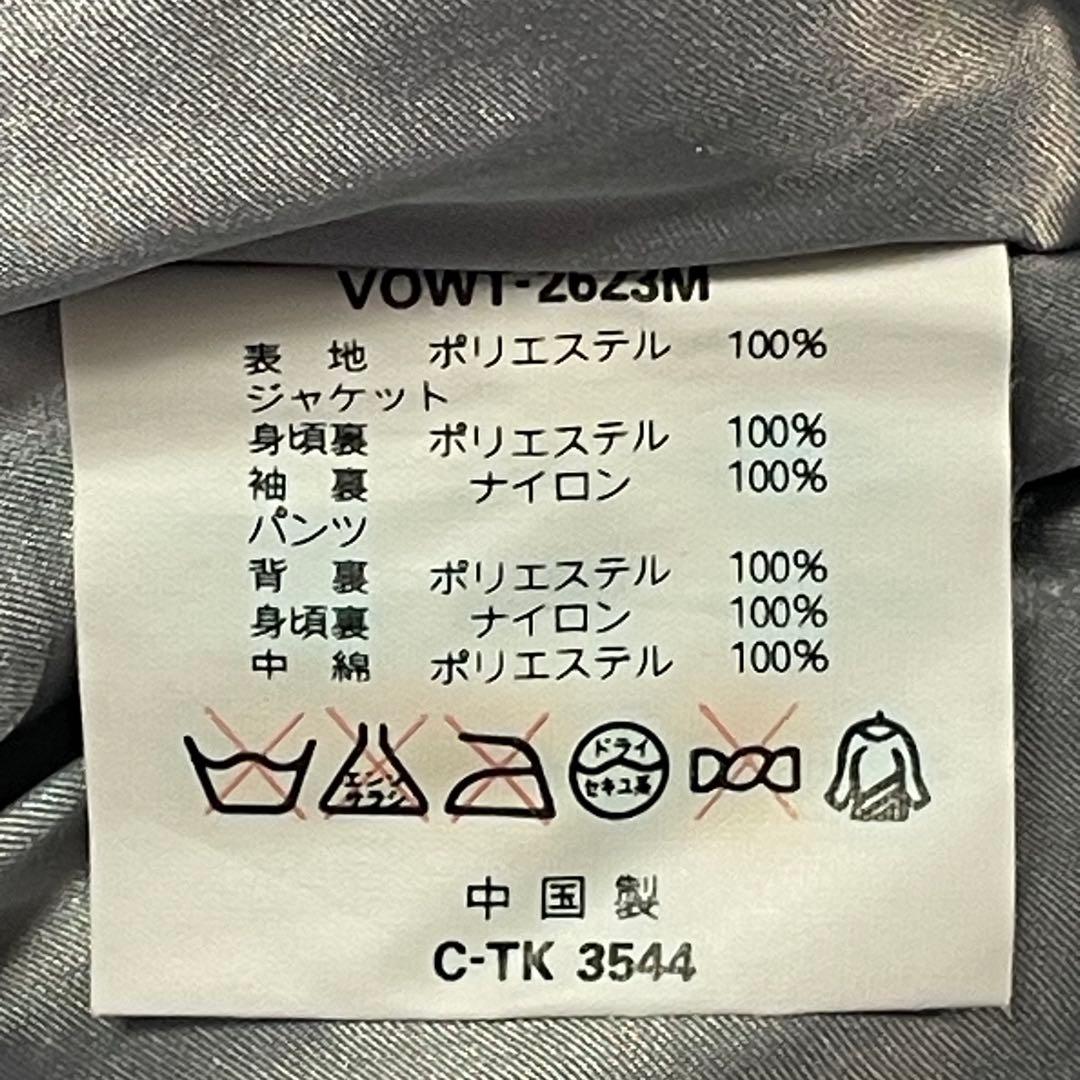 VOWT-2623M
表 地 ポリエステル 100%
ジャケット
身頃裏 ポリエステル 100%
袖 裏 ナイロン 100%
パンツ
背 裏 ポリエステル 100%
身頃裏 ナイロン 100%
中 綿 ポリエステル 100%
エンソ ドライ
サラシ セキユ系
中国製
C-TK 3544